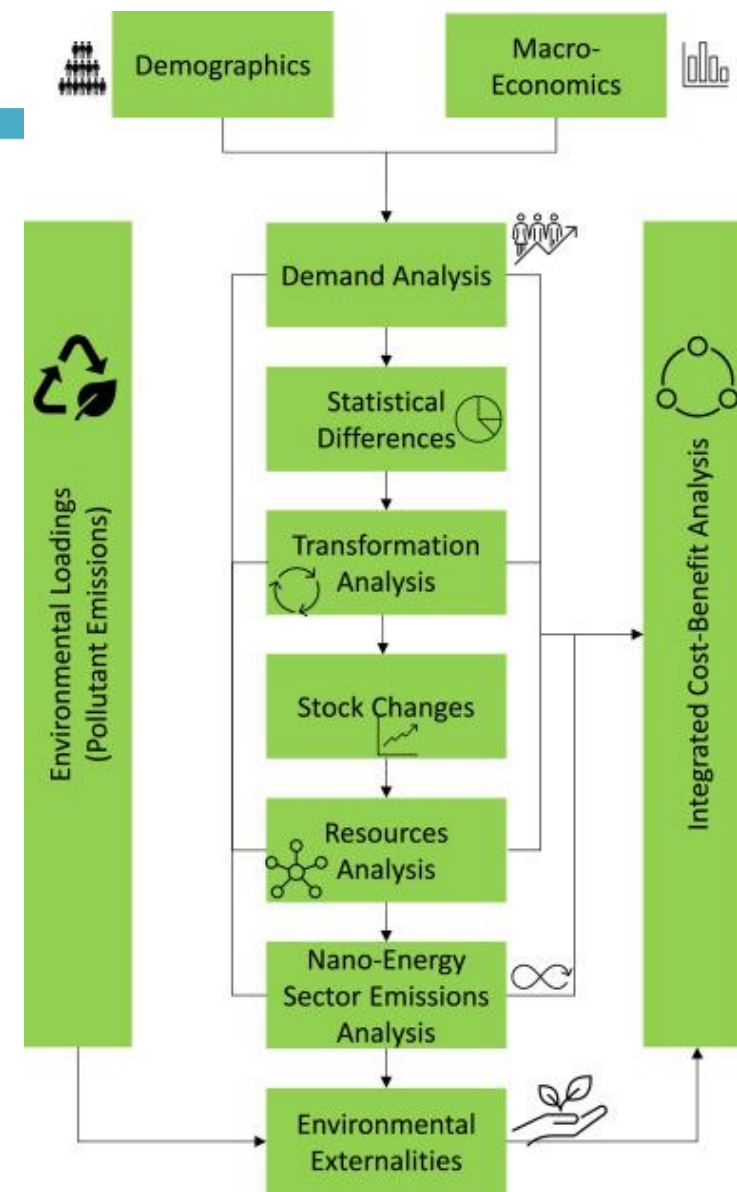 Demographics
Macro-
Economics
Demand Analysis
Statistical
Differences
Transformation
Analysis
Stock Changes
Resources
Analysis
Nano-Energy
Sector Emissions
Analysis
Environmental
Externalities
Environmental Loadings
(Pollutant Emissions)
Integrated Cost-Benefit Analysis